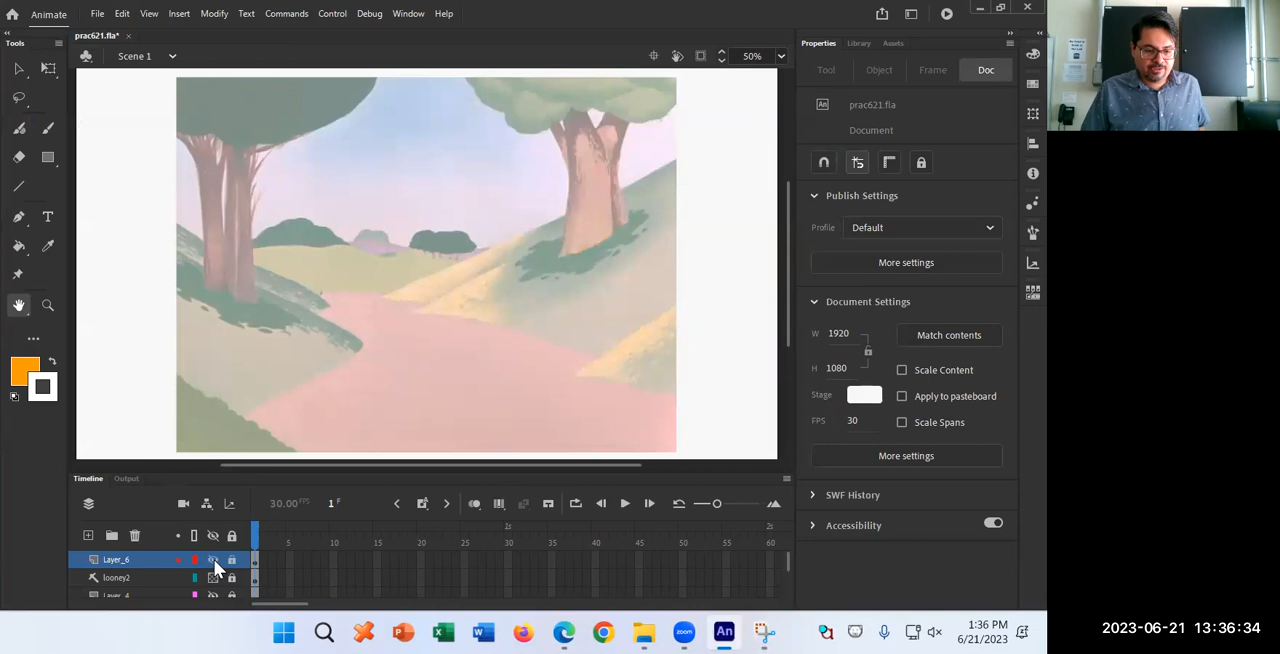 Animate File Edit View Insert Modify Text Commands Control Debug Window Help
prac621.fla* ×
Tools
Scene 1
50%
Properties Library Assets
Tool Object Frame Doc
An prac621.fla
Document
Publish Settings
Profile Default
More settings
Document Settings
W 1920 Match contents
H 1080 Scale Content
Stage Apply to pasteboard
FPS 30 Scale Spans
More settings
SWF History
Accessibility
Timeline Output
30.00 FPS 1 F
1s 2s
5 10 15 20 25 30 35 40 45 50 55 60
Layer_6
looney2
Layer_4
An
1:36 PM
6/21/2023
2023-06-21 13:36:34